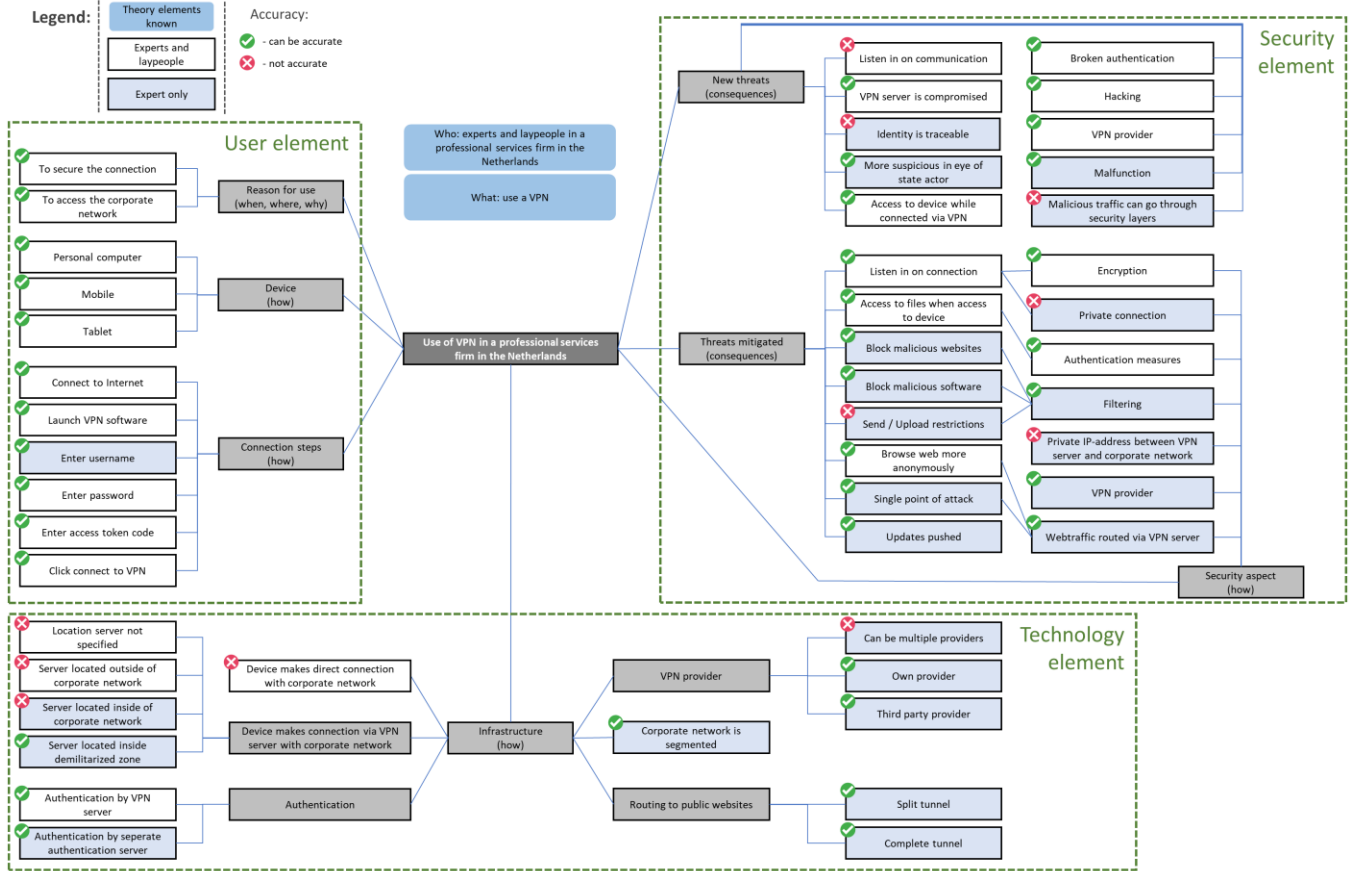 Legend:
Theory elements
known
Experts and
laypeople
Expert only
Accuracy:
- can be accurate
- not accurate
User element
To secure the connection
To access the corporate
network
Reason for use
(when, where, why)
Personal computer
Mobile
Tablet
Device
(how)
Connect to Internet
Launch VPN software
Enter username
Enter password
Enter access token code
Click connect to VPN
Connection steps
(how)
Who: experts and laypeople in a
professional services firm in the
Netherlands
What: use a VPN
Use of VPN in a professional services
firm in the Netherlands
Security
element
New threats
(consequences)
Listen in on communication
VPN server is compromised
Identity is traceable
More suspicious in eye of
state actor
Access to device while
connected via VPN
Broken authentication
Hacking
VPN provider
Malfunction
Malicious traffic can go through
security layers
Threats mitigated
(consequences)
Listen in on connection
Access to files when access
to device
Block malicious websites
Block malicious software
Send / Upload restrictions
Browse web more
anonymously
Single point of attack
Updates pushed
Encryption
Private connection
Authentication measures
Filtering
Private IP-address between VPN
server and corporate network
VPN provider
Webtraffic routed via VPN server
Security aspect
(how)
Technology
element
Location server not
specified
Server located outside of
corporate network
Server located inside of
corporate network
Server located inside
demilitarized zone
Authentication by VPN
server
Authentication by seperate
authentication server
Device makes direct connection
with corporate network
Device makes connection via VPN
server with corporate network
Authentication
Infrastructure
(how)
VPN provider
Corporate network is
segmented
Routing to public websites
Can be multiple providers
Own provider
Third party provider
Split tunnel
Complete tunnel